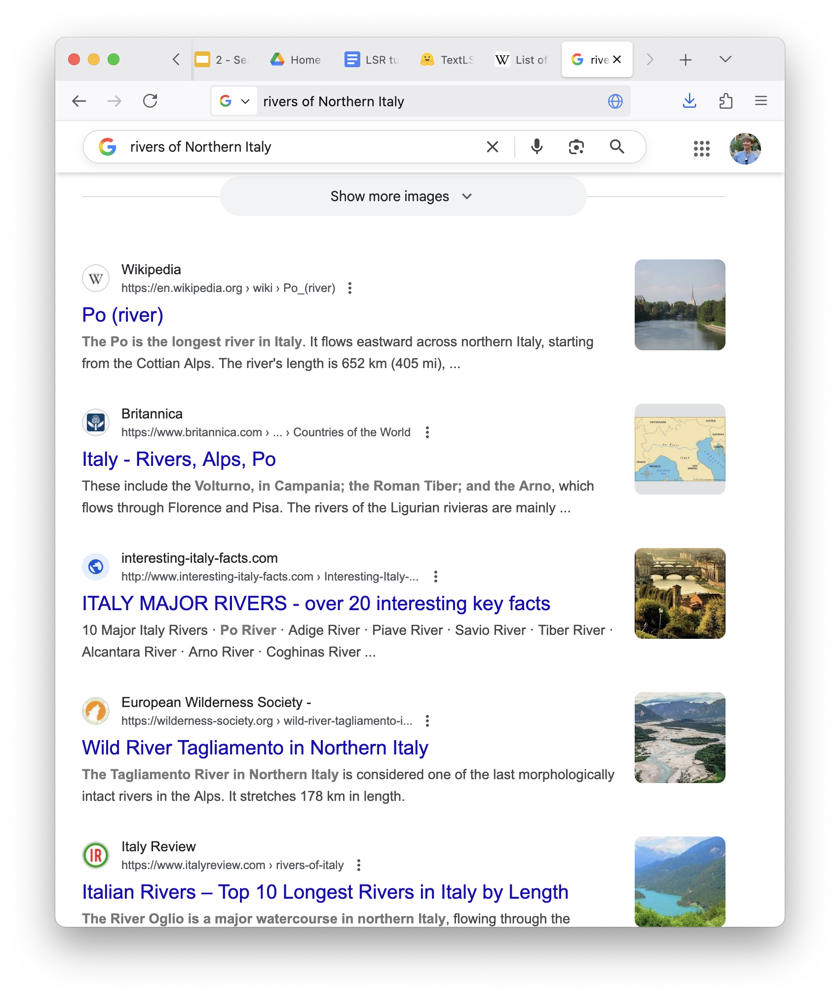 2 - Se
Home
LSR tu
TextLS
List of
rive
rivers of Northern Italy
rivers of Northern Italy
Show more images
W
Wikipedia
https://en.wikipedia.org › wiki › Po_(river)
Po (river)
The Po is the longest river in Italy. It flows eastward across northern Italy, starting
from the Cottian Alps. The river's length is 652 km (405 mi), ...
Britannica
https://www.britannica.com › ... › Countries of the World
Italy - Rivers, Alps, Po
These include the Volturno, in Campania; the Roman Tiber; and the Arno, which
flows through Florence and Pisa. The rivers of the Ligurian rivieras are mainly ...
SWITZERLAND
AUSTRIA
SLOVENIA
CROATIA
Po River
ITALY
FRANCE
MONACO
SAN
MARINO
LIGURIAN
SEA
interesting-italy-facts.com
http://www.interesting-italy-facts.com › Interesting-Italy-...
ITALY MAJOR RIVERS - over 20 interesting key facts
10 Major Italy Rivers · Po River · Adige River · Piave River · Savio River · Tiber River ·
Alcantara River · Arno River · Coghinas River ...
European Wilderness Society -
https://wilderness-society.org › wild-river-tagliamento-i...
Wild River Tagliamento in Northern Italy
The Tagliamento River in Northern Italy is considered one of the last morphologically
intact rivers in the Alps. It stretches 178 km in length.
IR
Italy Review
https://www.italyreview.com › rivers-of-italy
Italian Rivers – Top 10 Longest Rivers in Italy by Length
The River Oglio is a major watercourse in northern Italy, flowing through the